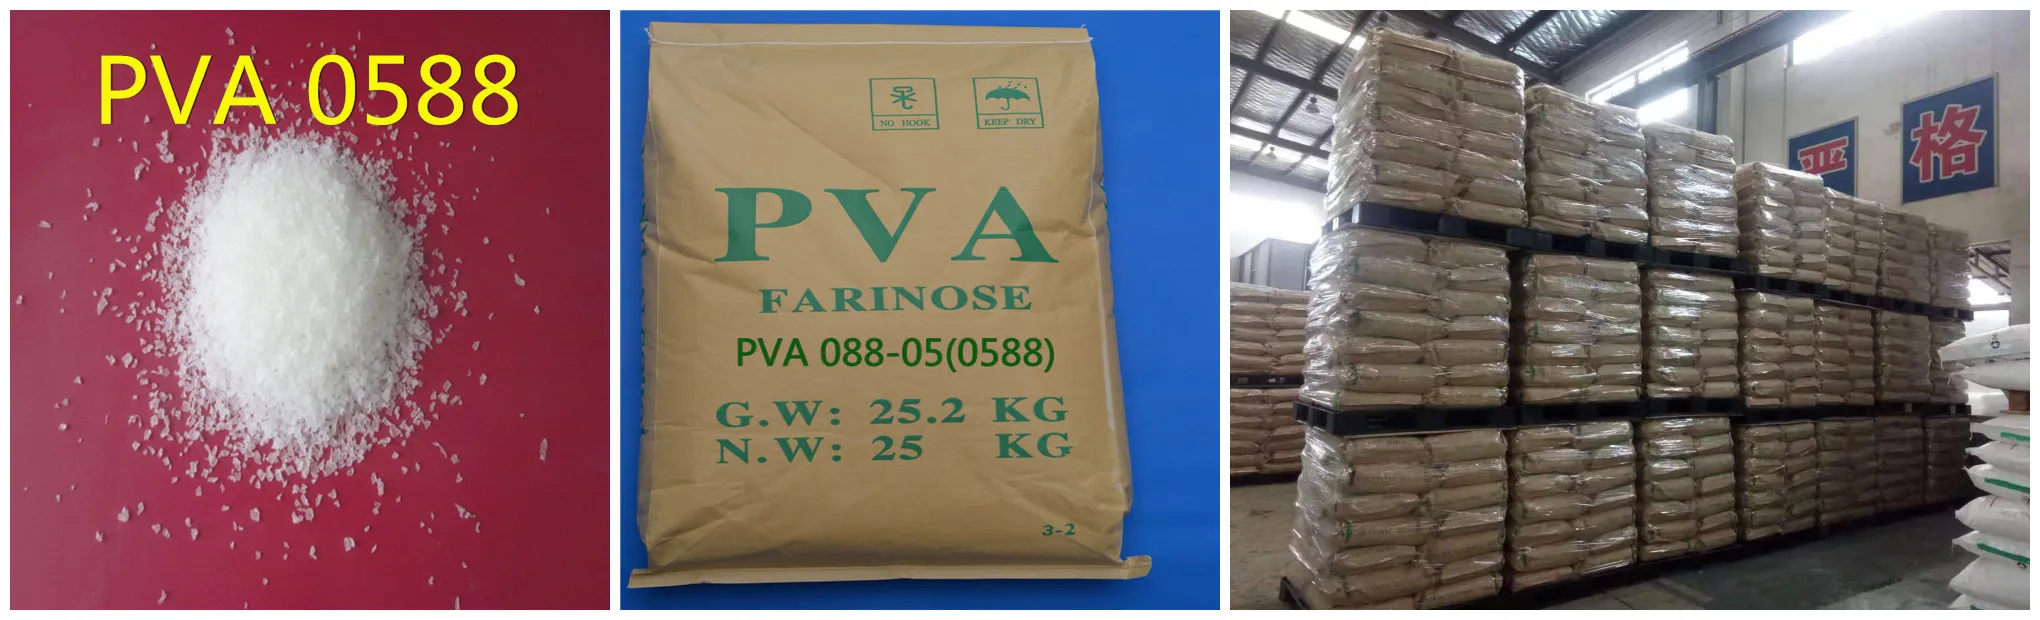 PVA 0588
NO HOOK
KEEP DRY
PVA
FARINOSE
PVA 088-05(0588)
G.W: 25.2 KG
N.W: 25 KG
3-2
严格